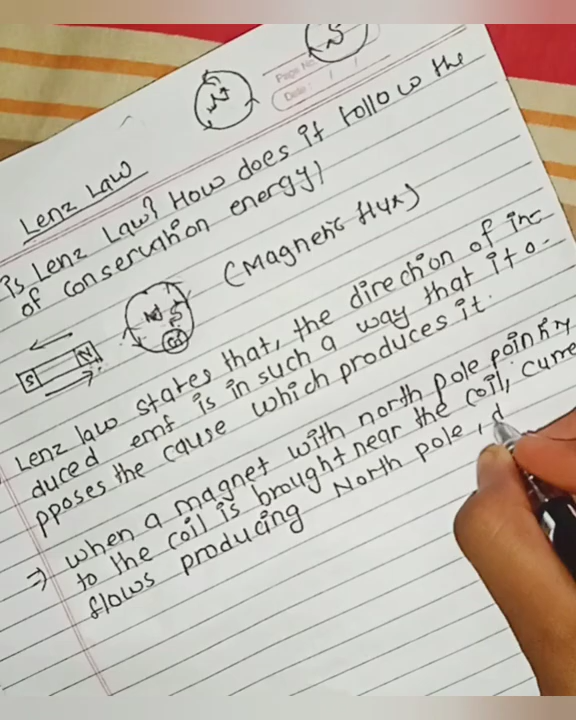 Page No.
Date : / /
Lenz Law
is Lenz Law? How does it follow the
of conservation energy)
(Magnetic flux)
N S
S N
Lenz law states that, the direction of inc
duced emf is in such a way that it o-
pposes the cause which produces it.
⇒ when a magnet with north pole pointing
to the coil is brought near the coil, curre
flows producing North pole, d